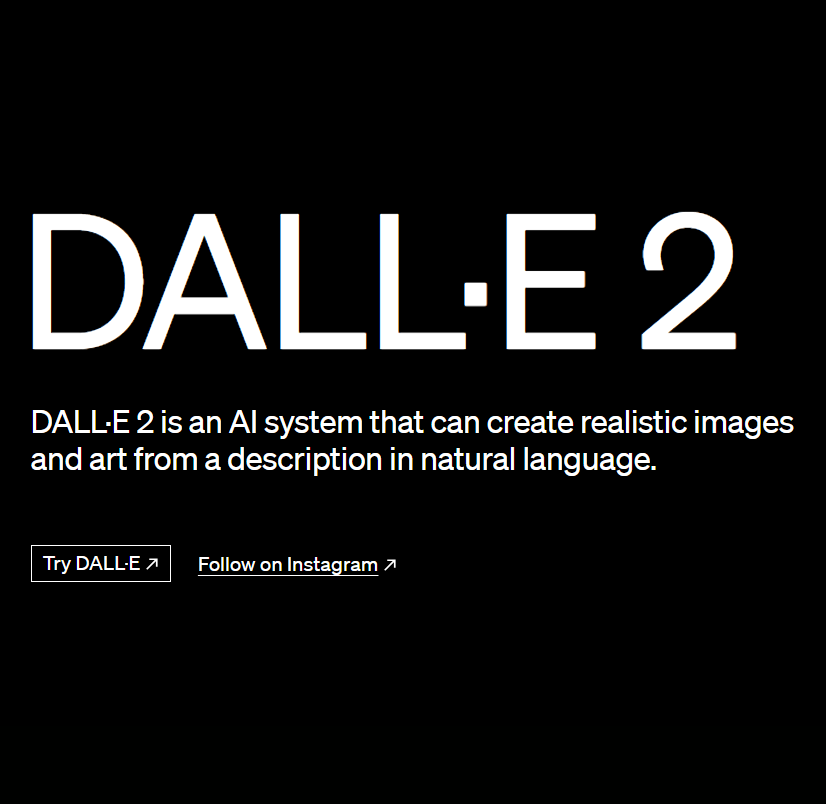 DALL·E 2
DALL·E 2 is an AI system that can create realistic images
and art from a description in natural language.
Try DALL·E ↗
Follow on Instagram ↗